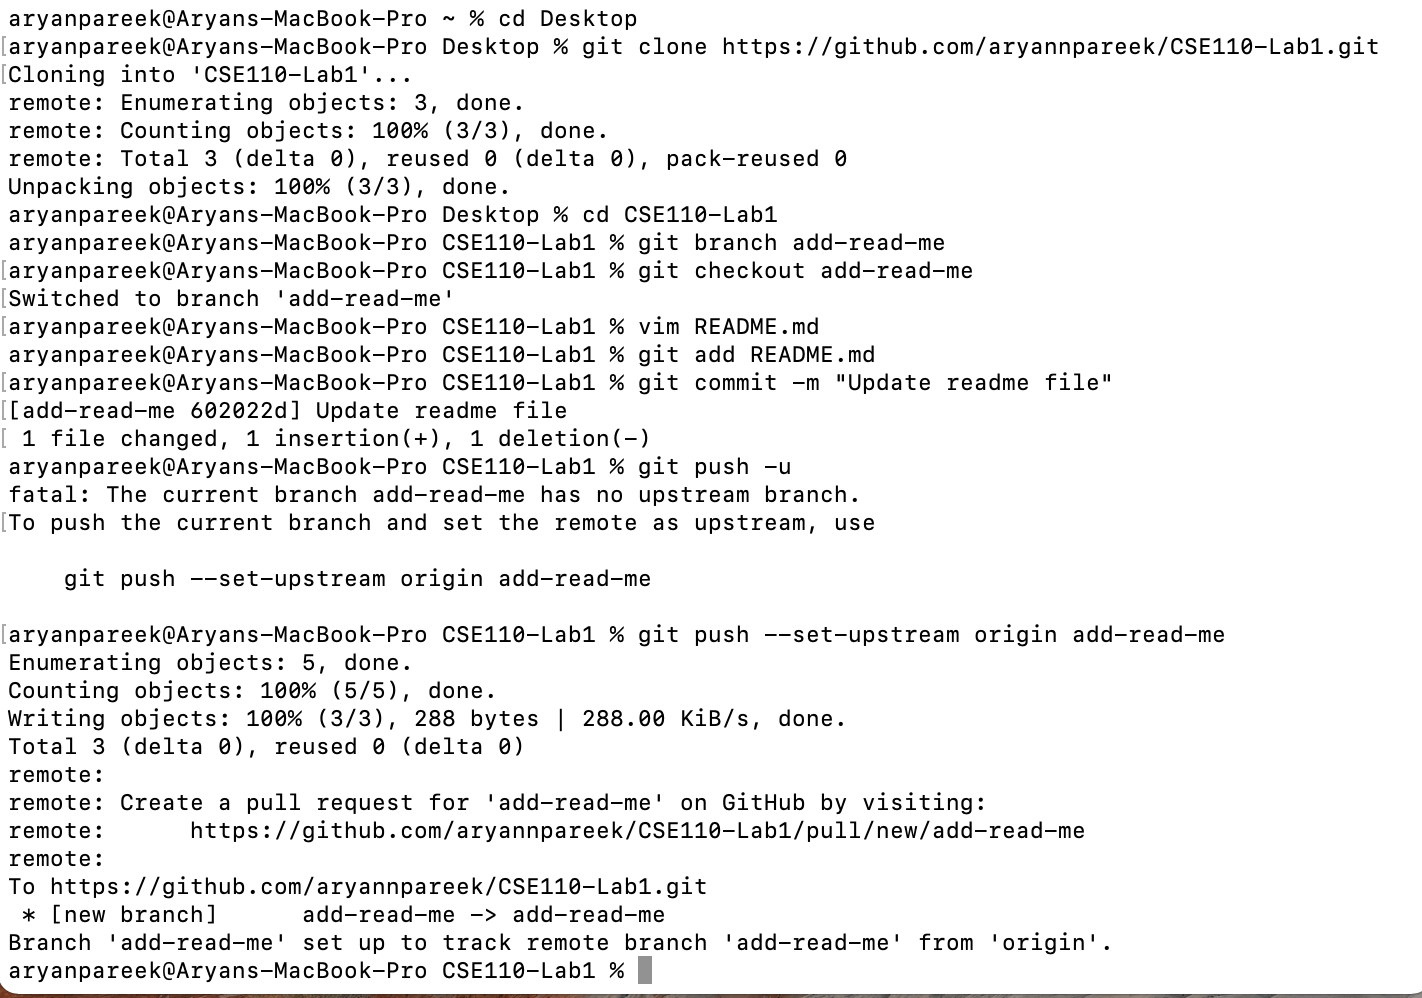 aryanpareek@Aryans-MacBook-Pro ~ % cd Desktop
[aryanpareek@Aryans-MacBook-Pro Desktop % git clone https://github.com/aryannpareek/CSE110-Lab1.git
[Cloning into 'CSE110-Lab1'...
remote: Enumerating objects: 3, done.
remote: Counting objects: 100% (3/3), done.
remote: Total 3 (delta 0), reused 0 (delta 0), pack-reused 0
Unpacking objects: 100% (3/3), done.
aryanpareek@Aryans-MacBook-Pro Desktop % cd CSE110-Lab1
aryanpareek@Aryans-MacBook-Pro CSE110-Lab1 % git branch add-read-me
[aryanpareek@Aryans-MacBook-Pro CSE110-Lab1 % git checkout add-read-me
[Switched to branch 'add-read-me'
[aryanpareek@Aryans-MacBook-Pro CSE110-Lab1 % vim README.md
aryanpareek@Aryans-MacBook-Pro CSE110-Lab1 % git add README.md
[aryanpareek@Aryans-MacBook-Pro CSE110-Lab1 % git commit -m "Update readme file"
[[add-read-me 602022d] Update readme file
[ 1 file changed, 1 insertion(+), 1 deletion(-)
aryanpareek@Aryans-MacBook-Pro CSE110-Lab1 % git push -u
fatal: The current branch add-read-me has no upstream branch.
[To push the current branch and set the remote as upstream, use
    git push --set-upstream origin add-read-me
[aryanpareek@Aryans-MacBook-Pro CSE110-Lab1 % git push --set-upstream origin add-read-me
Enumerating objects: 5, done.
Counting objects: 100% (5/5), done.
Writing objects: 100% (3/3), 288 bytes | 288.00 KiB/s, done.
Total 3 (delta 0), reused 0 (delta 0)
remote:
remote: Create a pull request for 'add-read-me' on GitHub by visiting:
remote:      https://github.com/aryannpareek/CSE110-Lab1/pull/new/add-read-me
remote:
To https://github.com/aryannpareek/CSE110-Lab1.git
 * [new branch]      add-read-me -> add-read-me
Branch 'add-read-me' set up to track remote branch 'add-read-me' from 'origin'.
aryanpareek@Aryans-MacBook-Pro CSE110-Lab1 %